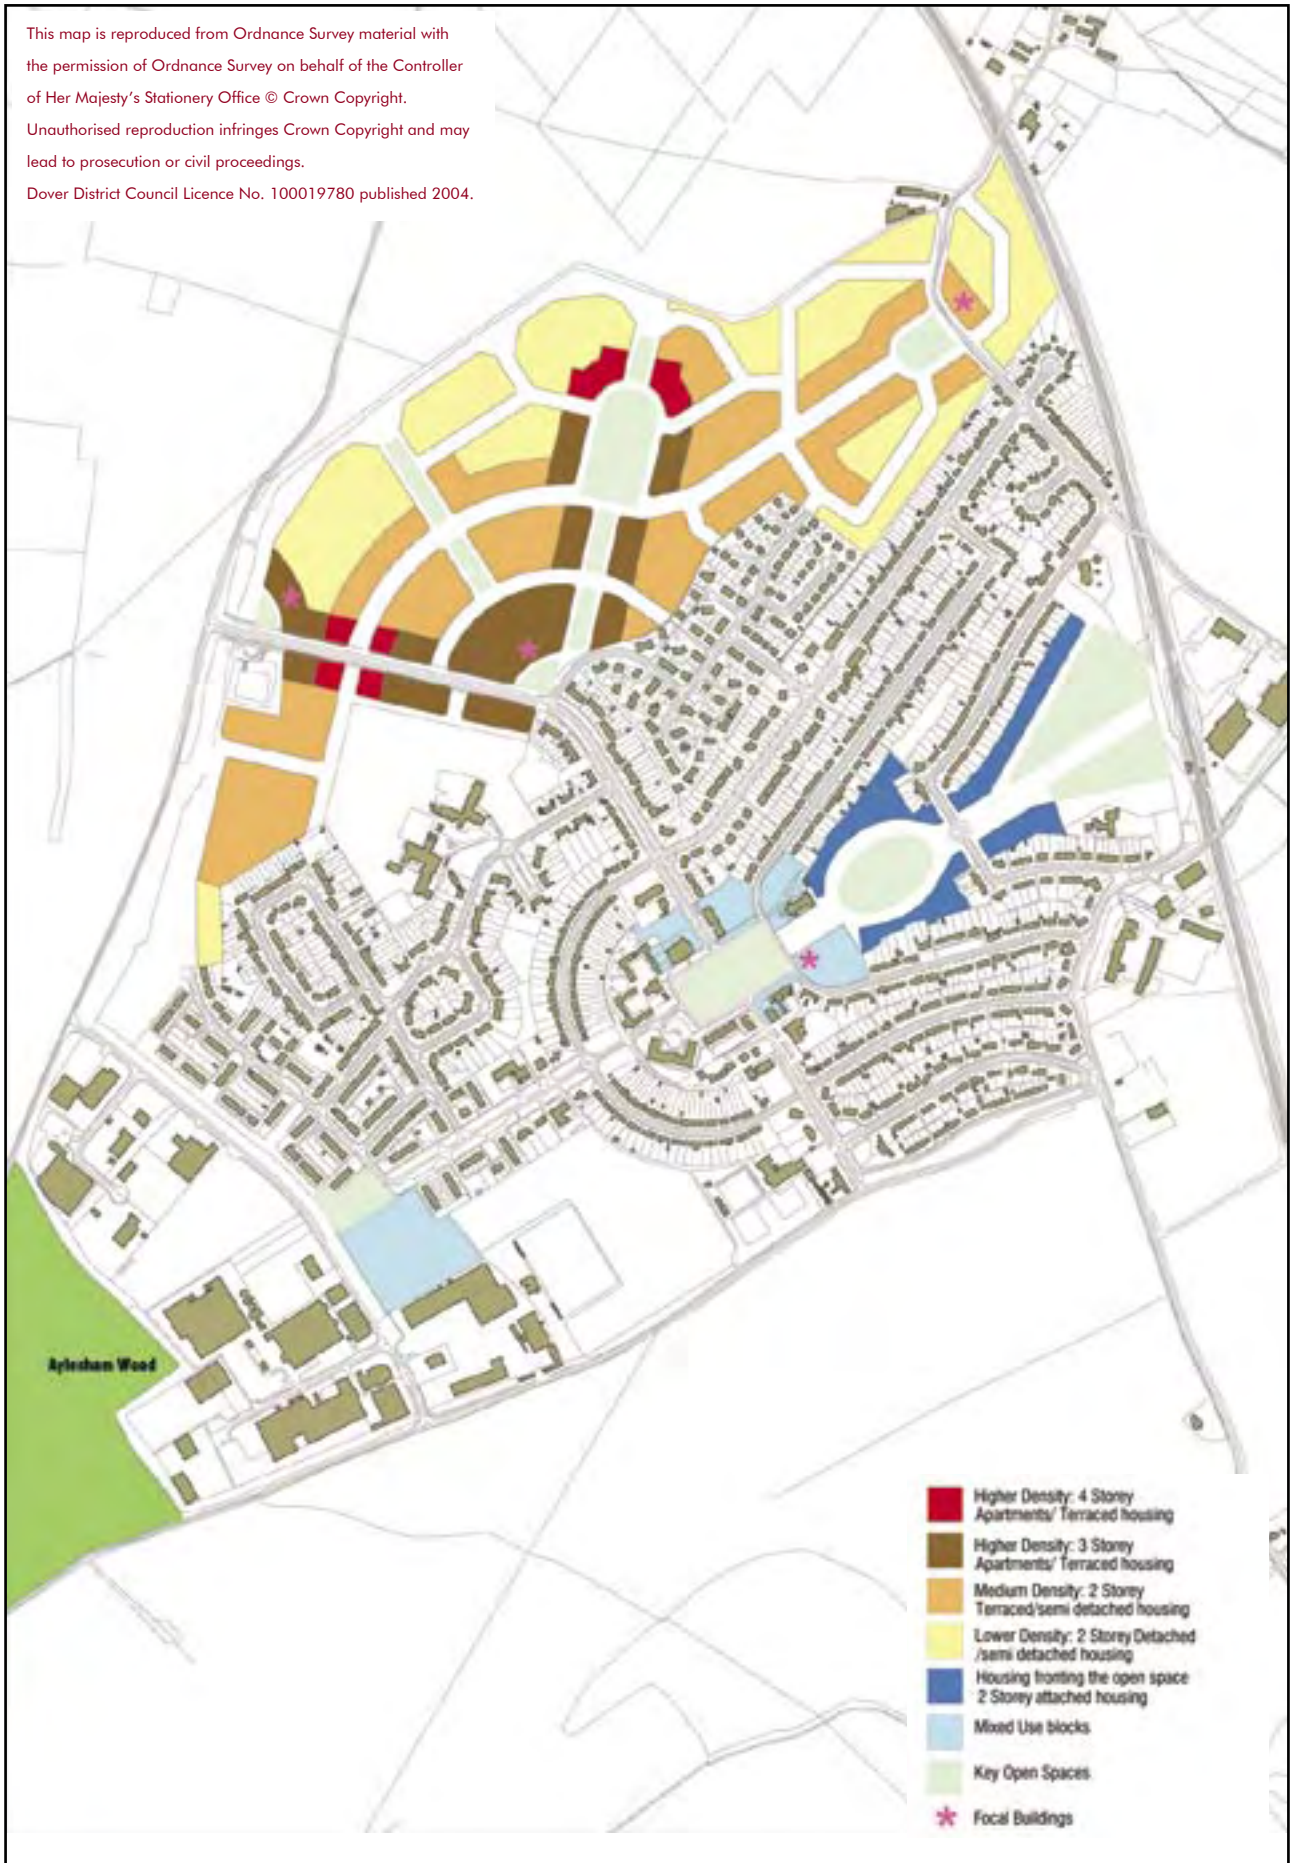 This map is reproduced from Ordnance Survey material with
the permission of Ordnance Survey on behalf of the Controller
of Her Majesty’s Stationery Office © Crown Copyright.
Unauthorised reproduction infringes Crown Copyright and may
lead to prosecution or civil proceedings.
Dover District Council Licence No. 100019780 published 2004.
Aylesham Wood
Higher Density: 4 Storey
Apartments/ Terraced housing
Higher Density: 3 Storey
Apartments/ Terraced housing
Medium Density: 2 Storey
Terraced/semi detached housing
Lower Density: 2 Storey Detached
/semi detached housing
Housing fronting the open space
2 Storey attached housing
Mixed Use blocks
Key Open Spaces
Focal Buildings